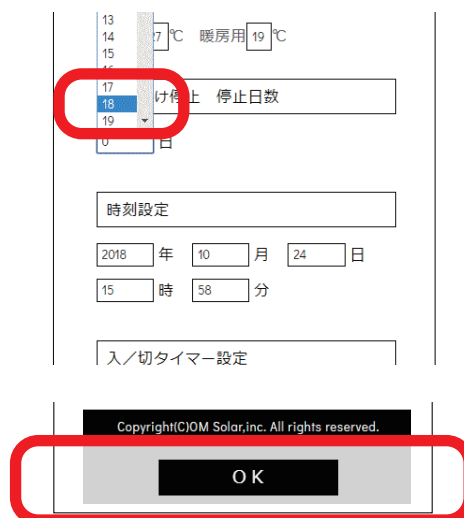 13
14
15
17
18
19
7 ℃ 暖房用 19 ℃
け停止 停止日数
0 日
時刻設定
2018 年 10 月 24 日
15 時 58 分
入／切タイマー設定
Copyright(C)OM Solar,inc. All rights reserved.
OK